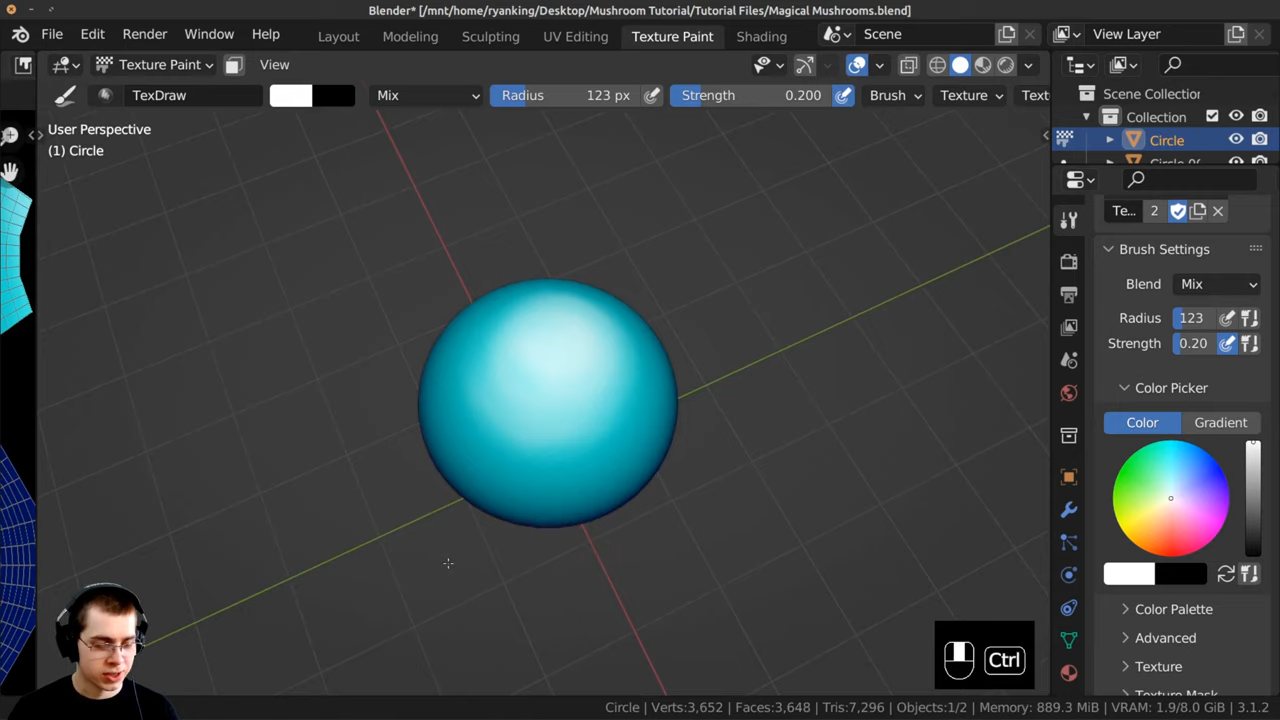 Blender* [/mnt/home/ryanking/Desktop/Mushroom Tutorial/Tutorial Files/Magical Mushrooms.blend]
File Edit Render Window Help Layout Modeling Sculpting UV Editing Texture Paint Shading Scene View Layer
Texture Paint View
TexDraw Mix Radius 123 px Strength 0.200 Brush Texture Text
User Perspective
(1) Circle
Scene Collection
Collection
Circle
Te... 2
Brush Settings
Blend Mix
Radius 123
Strength 0.20
Color Picker
Color Gradient
Color Palette
Advanced
Texture
Texture Mask
Ctrl
Circle | Verts:3,652 | Faces:3,648 | Tris:7,296 | Objects:1/2 | Memory: 889.3 MiB | VRAM: 1.9/8.0 GiB | 3.1.2